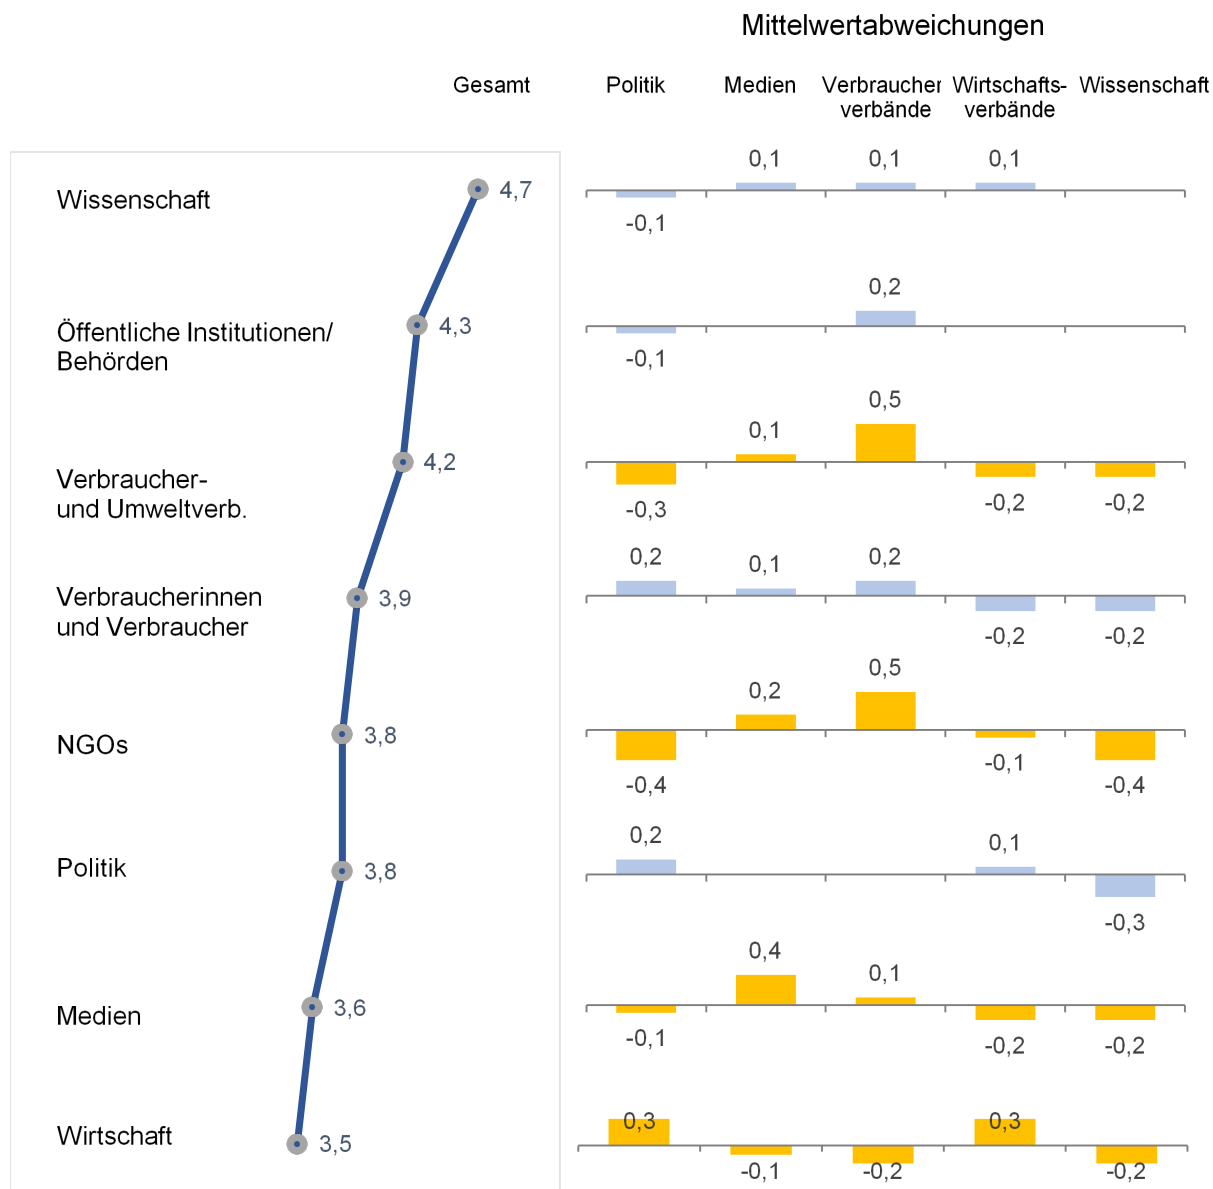 Mittelwertabweichungen
Gesamt Politik Medien Verbraucher Wirtschafts- Wissenschaft
verbände verbände
Wissenschaft 4,7 -0,1 0,1 0,1 0,1
Öffentliche Institutionen/
Behörden 4,3 -0,1 0,2
Verbraucher-
und Umweltverb. 4,2 -0,3 0,1 0,5 -0,2 -0,2
Verbraucherinnen
und Verbraucher 3,9 0,2 0,1 0,2 -0,2 -0,2
NGOs 3,8 -0,4 0,2 0,5 -0,1 -0,4
Politik 3,8 0,2 0,1 -0,3
Medien 3,6 -0,1 0,4 0,1 -0,2 -0,2
Wirtschaft 3,5 0,3 -0,1 -0,2 0,3 -0,2